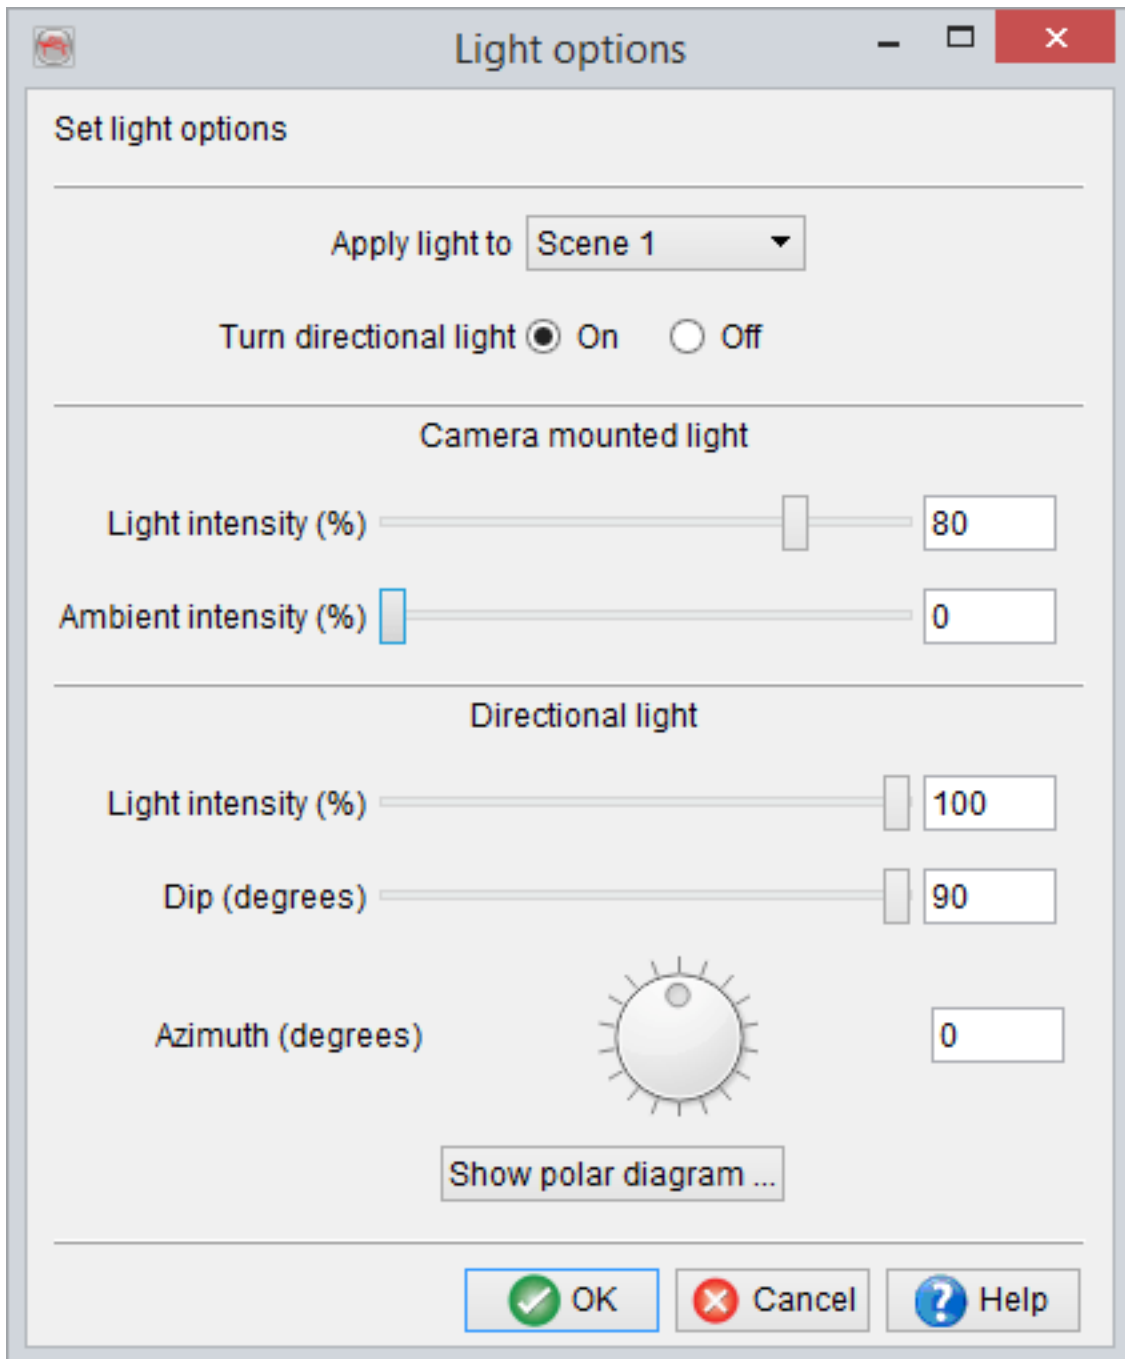 Light options
Set light options
Apply light to Scene 1
Turn directional light On Off
Camera mounted light
Light intensity (%) 80
Ambient intensity (%) 0
Directional light
Light intensity (%) 100
Dip (degrees) 90
Azimuth (degrees) 0
Show polar diagram ...
OK Cancel Help